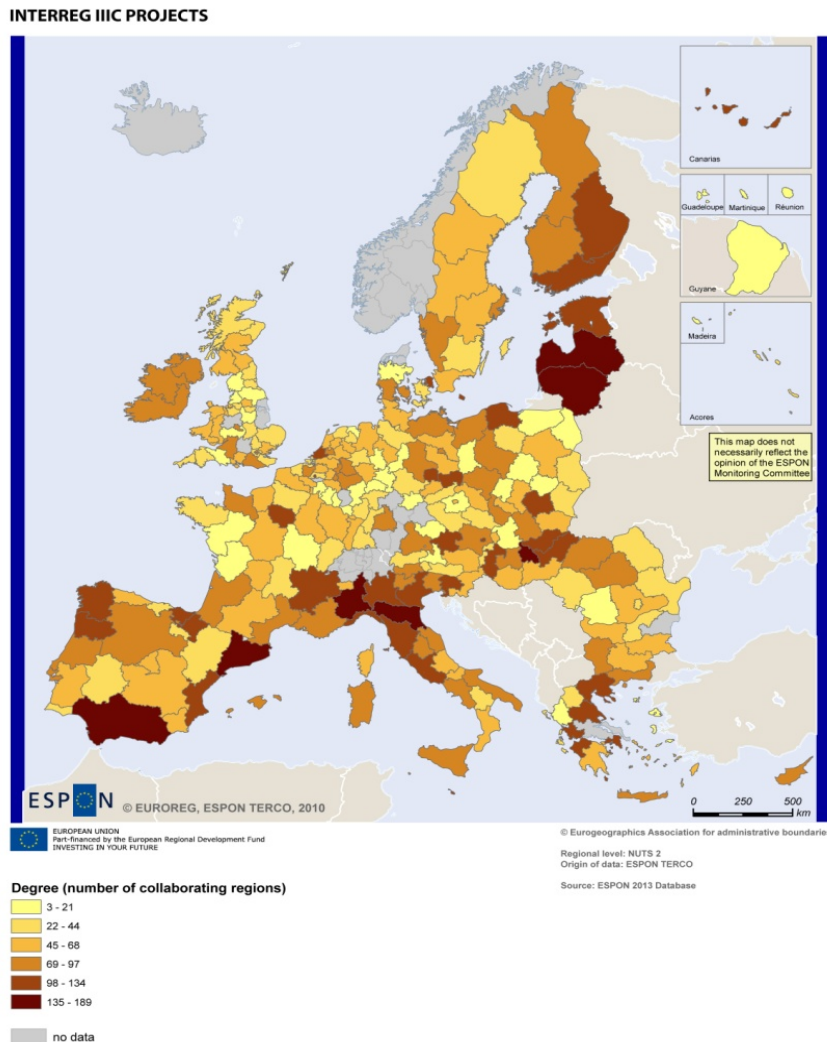 INTERREG IIIC PROJECTS
Canarias
Guadeloupe
Martinique
Réunion
Guyane
Madeira
Acores
This map does not
necessarily reflect the
opinion of the ESPON
Monitoring Committee
ESPON
© EUROREG, ESPON TERCO, 2010
0 250 500
km
EUROPEAN UNION
Part-financed by the European Regional Development Fund
INVESTING IN YOUR FUTURE
© Eurogeographics Association for administrative boundarie
Regional level: NUTS 2
Origin of data: ESPON TERCO
Source: ESPON 2013 Database
Degree (number of collaborating regions)
3 - 21
22 - 44
45 - 68
69 - 97
98 - 134
135 - 189
no data